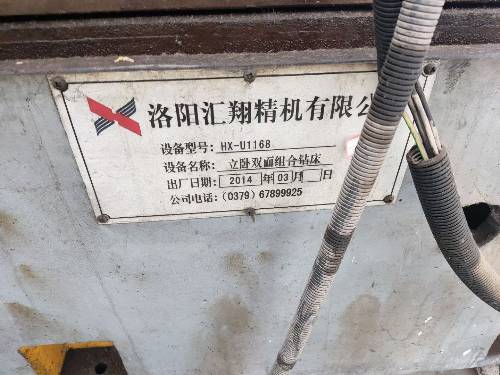 洛阳汇翔精机有限公
设备型号: HX-U1168
设备名称: 立卧双面组合钻床
出厂日期: 2014 年 03 月 日
公司电话: (0379) 67899925